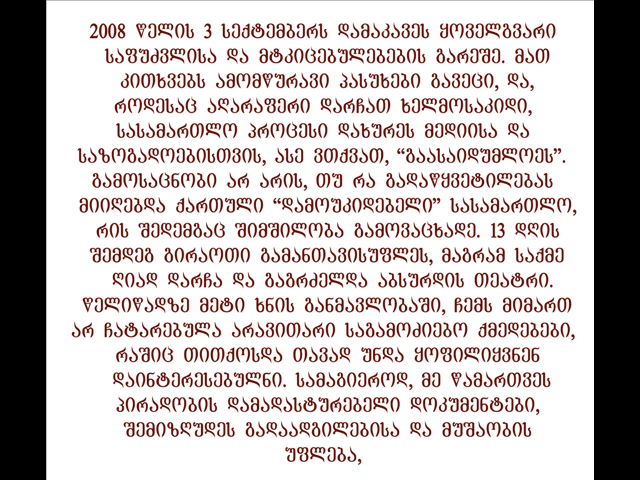 2008 წელის 3 სექტემბერს დამაკავეს ყოველგვარი
საფუძვლისა და მტკიცებულებების გარეშე. მათ
კითხვებს ამომწურავი პასუხები გავეცი, და,
როდესაც აღარაფერი დარჩათ ხელმოსაკიდი,
სასამართლო პროცესი დახურეს მედიისა და
საზოგადოებისთვის, ასე ვთქვათ, “გაასაიდუმლოეს”.
გამოსაცნობი არ არის, თუ რა გადაწყვეტილებას
მიიღებდა ქართული “დამოუკიდებელი” სასამართლო,
რის შედეგაც შიმშილობა გამოვაცხადე. 13 დღის
შემდეგ გირაოთი გამანთავისუფლეს, მაგრამ საქმე
ღიად დარჩა და გაგრძელდა აბსურდის თეატრი.
წელიწადზე მეტი ხნის განმავლობაში, ჩემს მიმართ
არ ჩატარებულა არავითარი საგამოძიებო ქმედებები,
რაშიც თითქოსდა თავად უნდა ყოფილიყვნენ
დაინტერესებულნი. სამაგიეროდ, მე წამართვეს
პირადობის დამადასტურებელი დოკუმენტები,
შემიზღუდეს გადაადგილებისა და მუშაობის
უფლება,